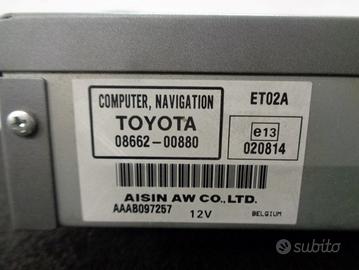 COMPUTER, NAVIGATION
TOYOTA
08662-00880
ET02A
e13
020814
AISIN AW CO.,LTD.
AAAB097257
12V
BELGIUM
subito